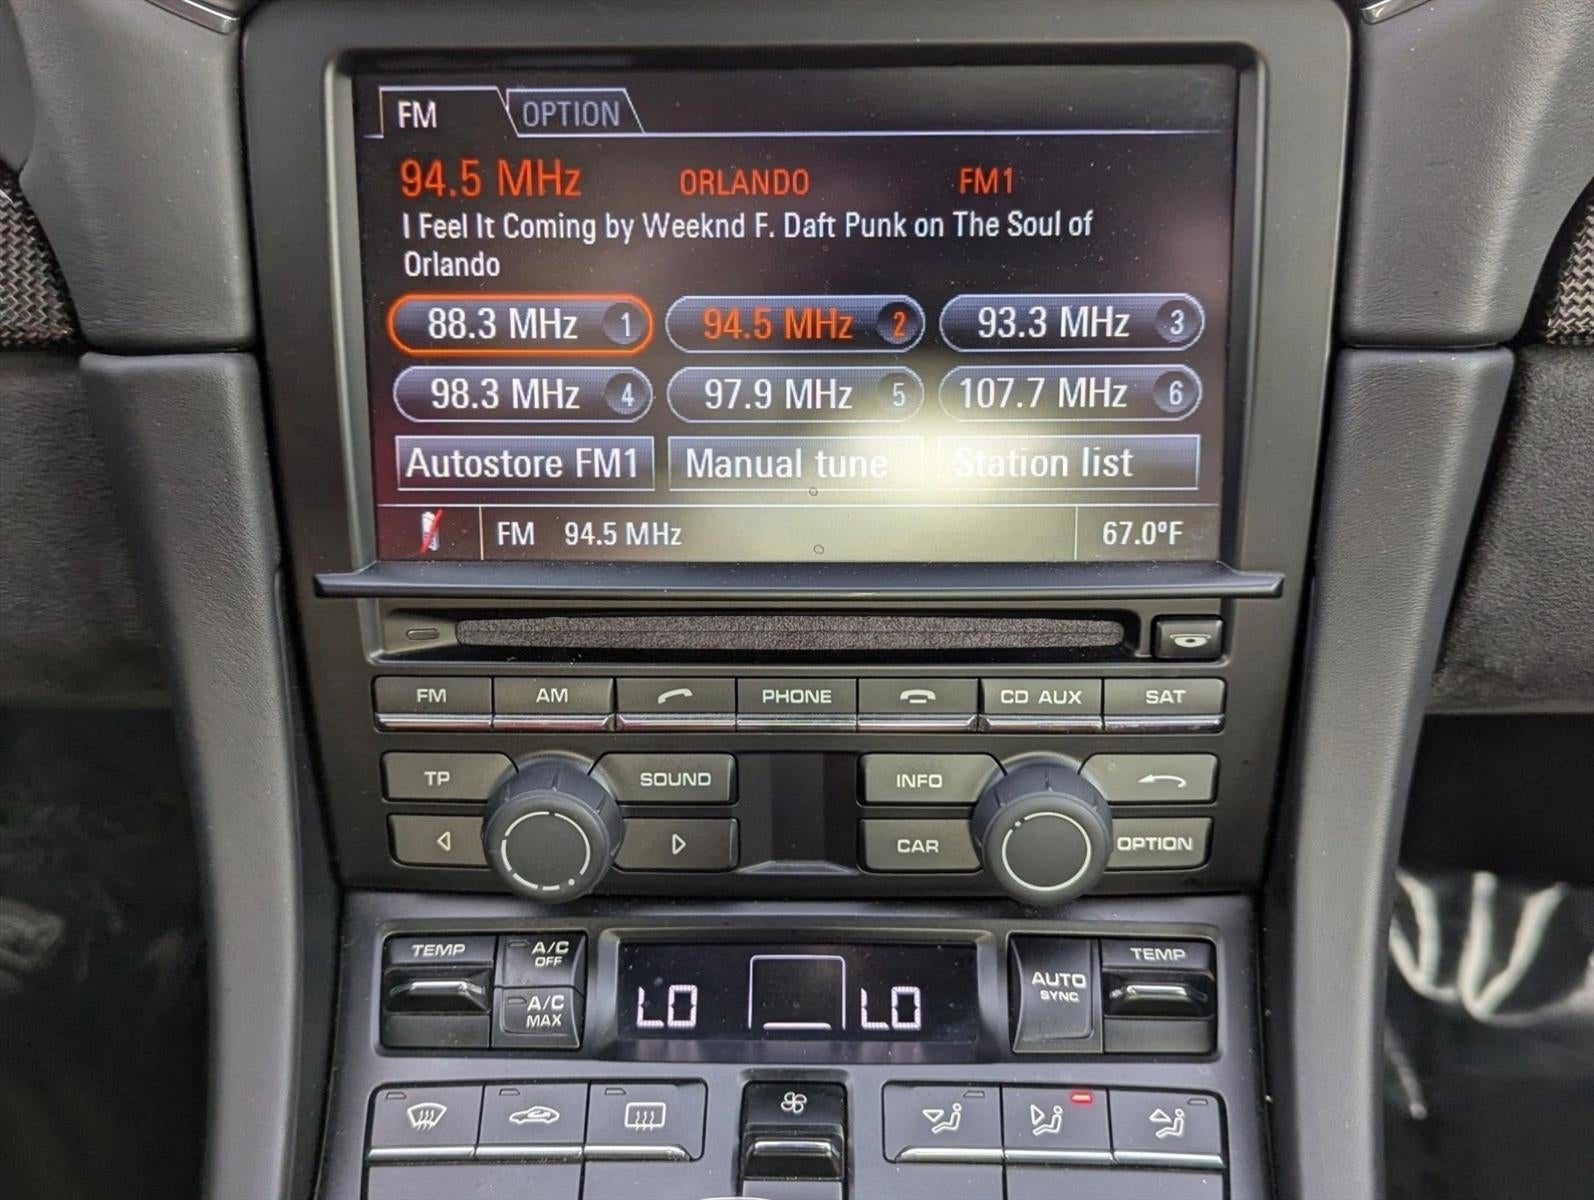 FM OPTION
94.5 MHz ORLANDO FM1
I Feel It Coming by Weeknd F. Daft Punk on The Soul of
Orlando
88.3 MHz 1 94.5 MHz 2 93.3 MHz 3
98.3 MHz 4 97.9 MHz 5 107.7 MHz 6
Autostore FM1 Manual tune Station list
FM 94.5 MHz 67.0°F
FM AM PHONE CD AUX SAT
TP SOUND INFO
CAR OPTION
TEMP A/C OFF AUTO SYNC TEMP
A/C MAX
LO LO